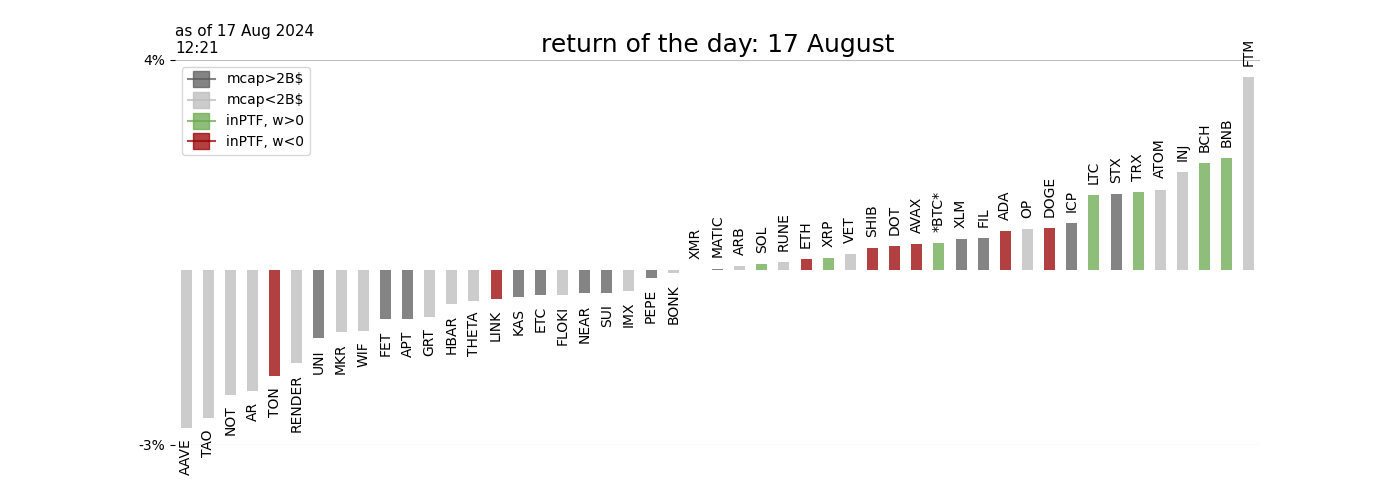 as of 17 Aug 2024
12:21
return of the day: 17 August
4%
mcap>2B$
mcap<2B$
inPTF, w>0
inPTF, w<0
-3%
AAVE
TAO
NOT
AR
TON
RENDER
UNI
MKR
WIF
FET
APT
GRT
HBAR
THETA
LINK
KAS
ETC
FLOKI
NEAR
SUI
IMX
PEPE
BONK
XMR
MATIC
ARB
SOL
RUNE
ETH
XRP
VET
SHIB
DOT
AVAX
*BTC*
XLM
FIL
ADA
OP
DOGE
ICP
LTC
STX
TRX
ATOM
INJ
BCH
BNB
FTM